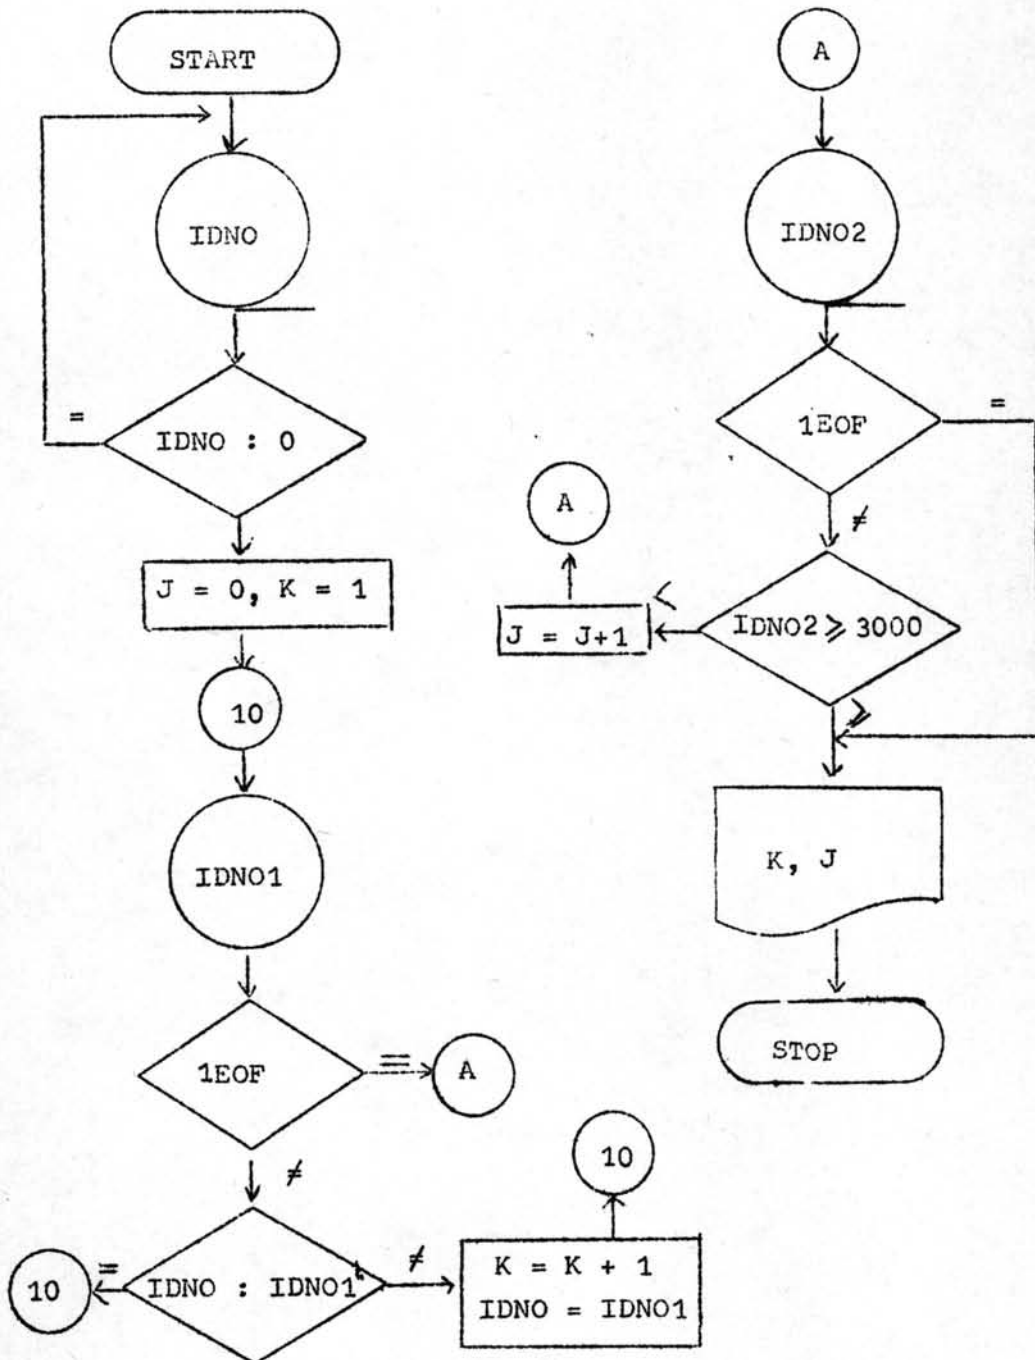 START
IDNO
=
IDNO : 0
J = 0, K = 1
10
IDNO1
1EOF
=
A
≠
IDNO : IDNO1
=
10
≠
K = K + 1
IDNO = IDNO1
10
A
IDNO2
1EOF
=
≠
IDNO2 ⩾ 3000
<
J = J+1
A
⩾
K, J
STOP